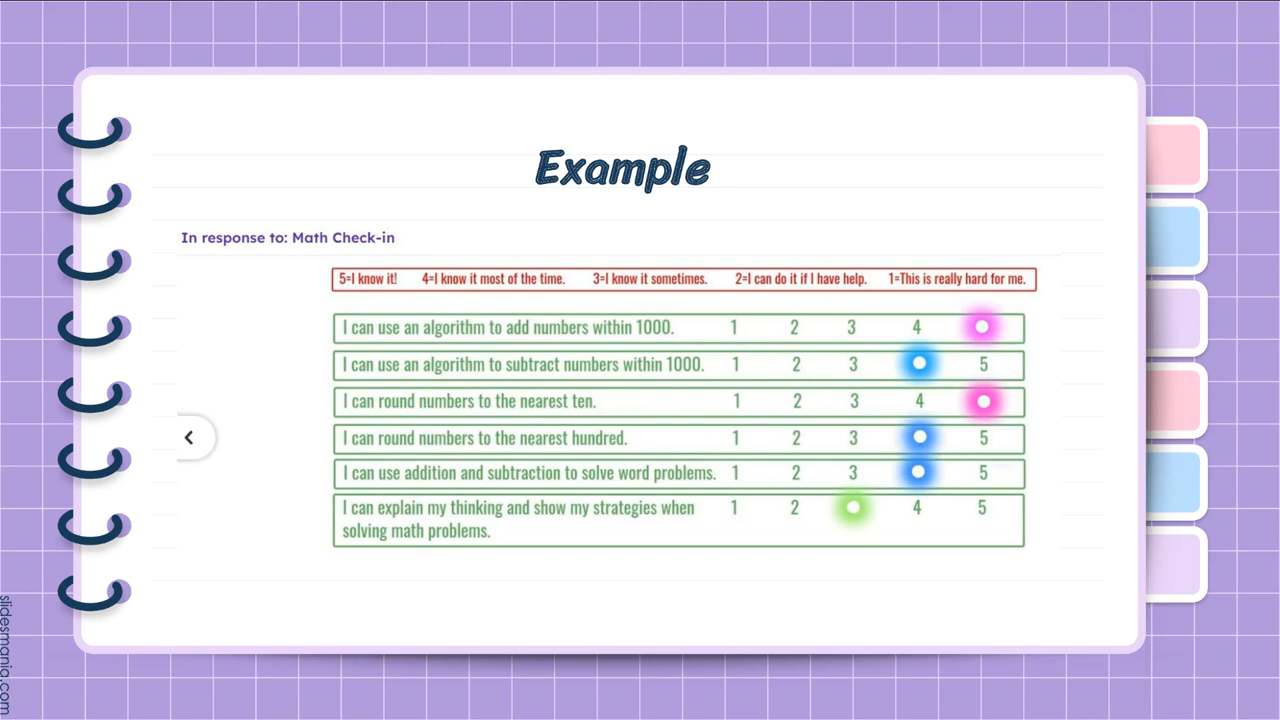 Example
In response to: Math Check-in
5=I know it! 4=I know it most of the time. 3=I know it sometimes. 2=I can do it if I have help. 1=This is really hard for me.
I can use an algorithm to add numbers within 1000. 1 2 3 4
I can use an algorithm to subtract numbers within 1000. 1 2 3 5
I can round numbers to the nearest ten. 1 2 3 4
I can round numbers to the nearest hundred. 1 2 3 5
I can use addition and subtraction to solve word problems. 1 2 3 5
I can explain my thinking and show my strategies when 1 2 4 5
solving math problems.
slidesmania.com